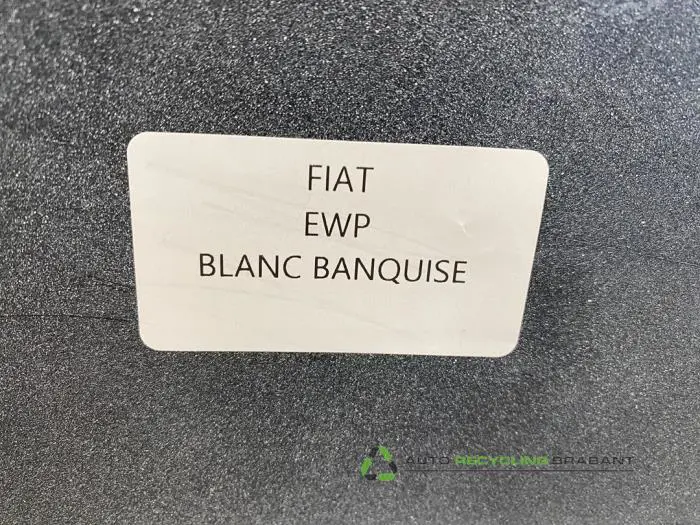 FIAT
EWP
BLANC BANQUISE
AUTO RECYCLING BRABANT